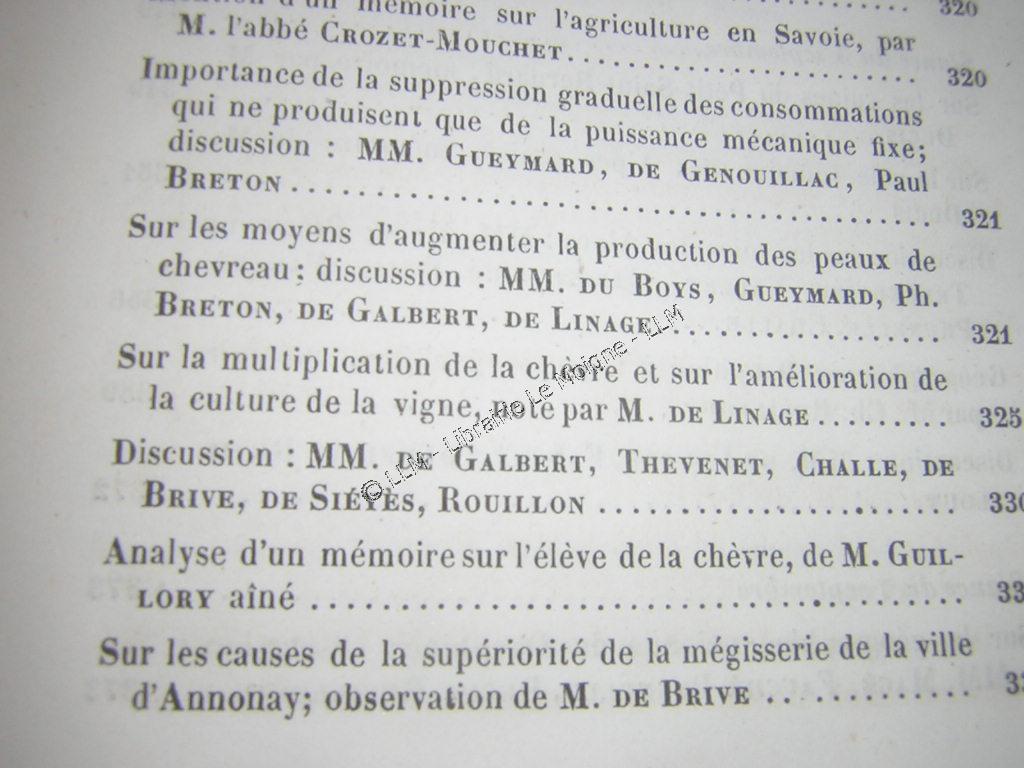 d'un mémoire sur l'agriculture en Savoie, par
320
M. l'abbé CROZET-MOUCHET........................ 320
Importance de la suppression graduelle des consommations
qui ne produisent que de la puissance mécanique fixe;
discussion : MM. GUEYMARD, DE GENOUILLAC, Paul
BRETON........................................ 321
Sur les moyens d'augmenter la production des peaux de
chevreau; discussion : MM. DU BOYS, GUEYMARD, Ph.
BRETON, DE GALBERT, DE LINAGE.................. 321
Sur la multiplication de la chèvre et sur l'amélioration de
la culture de la vigne, note par M. DE LINAGE......... 325
Discussion : MM. DE GALBERT, THEVENET, CHALLE, DE
BRIVE, DE SIÉYÈS, ROUILLON ...................... 330
Analyse d'un mémoire sur l'élève de la chèvre, de M. GUIL-
LORY aîné ........................................ 33
Sur les causes de la supériorité de la mégisserie de la ville
d'Annonay; observation de M. DE BRIVE ............. 33
© LLM - Librairie Le Moigne - LLM